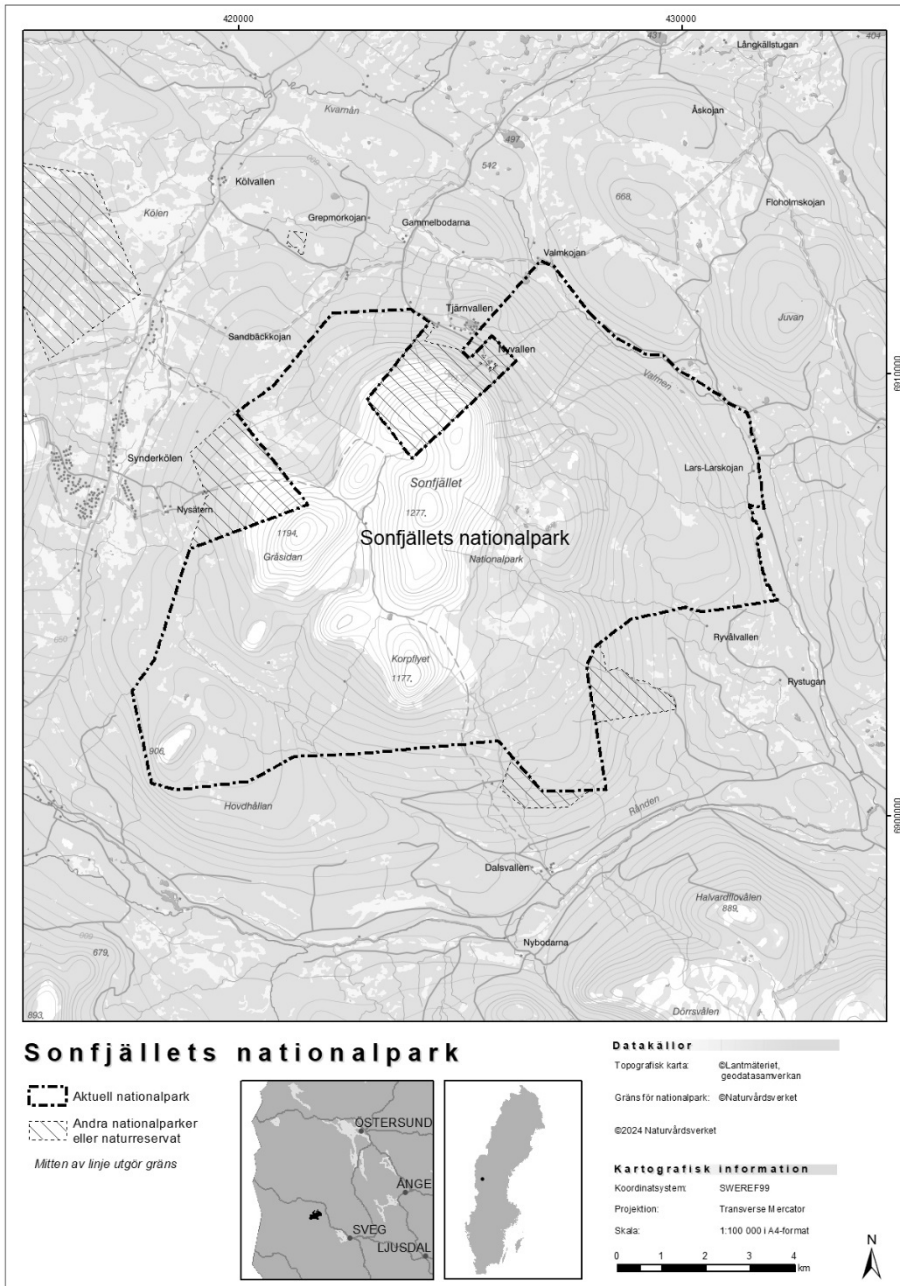 420000
430000
431
Långkällstugan
404
Åskojan
Kvarnån
497
512
Kölvallen
668
Floholmskojan
Kölen
Grepmorkojan
Gammelbodarna
Valmkojan
Tjärnvallen
Juvan
Sandbäckkojan
Nyvallen
6910000
Valmen
Synderkölen
Lars-Larskojan
Sonfjället
Nysätern
1277
1194
Sonfjällets nationalpark
Gråsidan
Nationalpark
650
Ryvålvallen
Korpflyet
1177
Rystugan
906
Hovdhålian
Rånden
6900000
Dalsvallen
Halvardflovålen
889
Nybodarna
679
893
Dörrsvålen
Sonfjällets nationalpark
Aktuell nationalpark
Andra nationalparker
eller naturreservat
Mitten av linje utgör gräns
ÖSTERSUND
ÅNGE
SVEG
LJUSDAL
Datakällor
Topografisk karta: ©Lantmäteriet,
geodatasamverkan
Gräns för nationalpark: ©Naturvårdsverket
©2024 Naturvårdsverket
Kartografisk information
Koordinatsystem: SWEREF99
Projektion: Transverse Mercator
Skala: 1:100 000 i A4-format
0 1 2 3 4
km
N